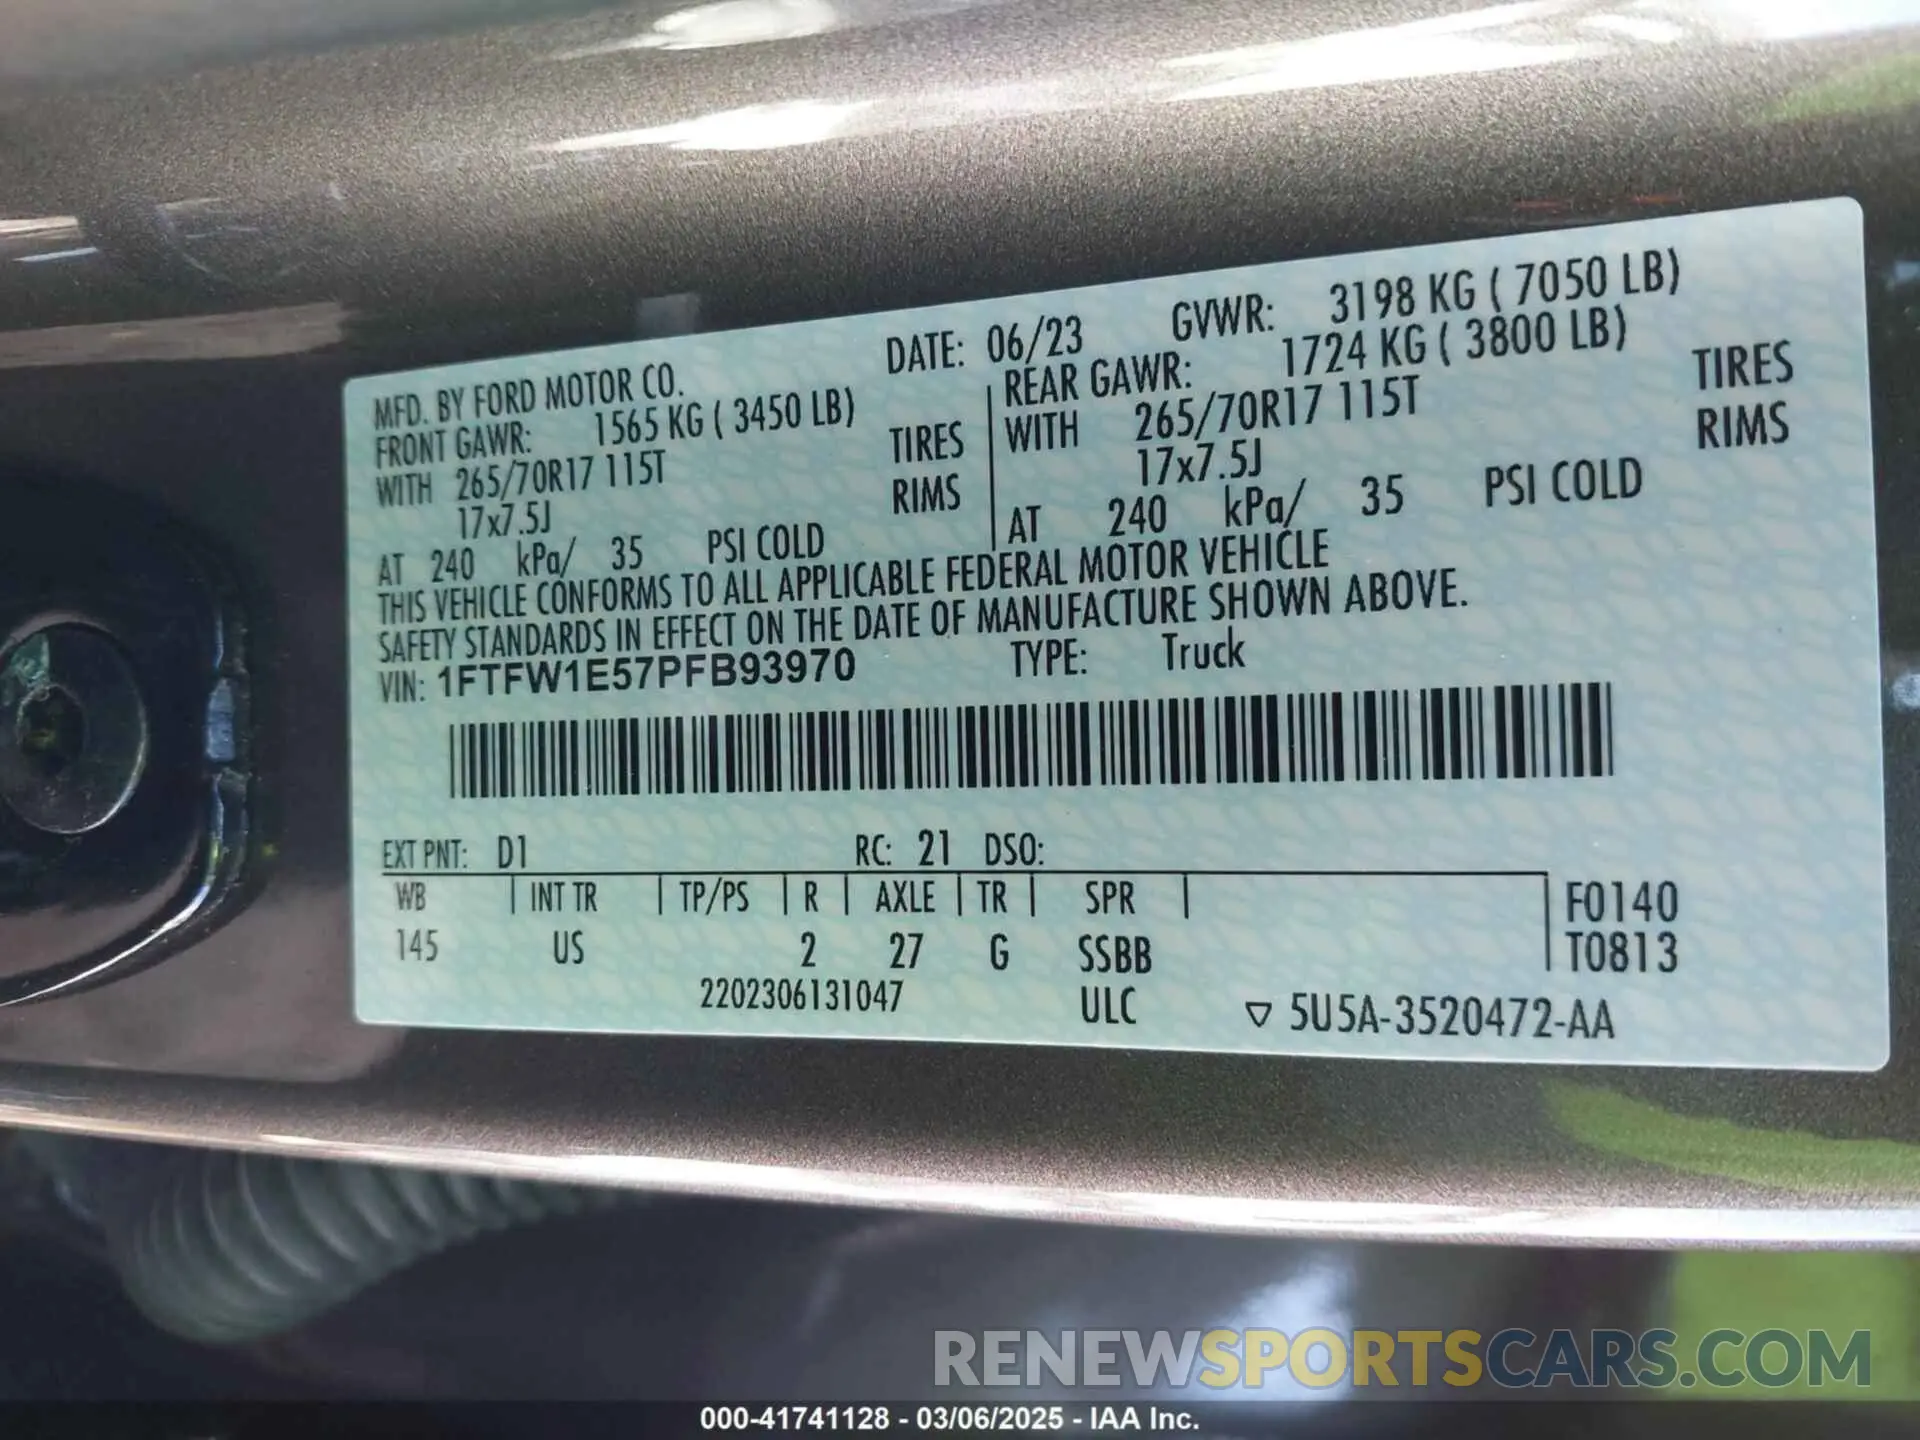 MFD. BY FORD MOTOR CO. DATE: 06/23 GVWR: 3198 KG ( 7050 LB)
FRONT GAWR: 1565 KG ( 3450 LB) REAR GAWR: 1724 KG ( 3800 LB)
WITH 265/70R17 115T TIRES WITH 265/70R17 115T TIRES
17x7.5J RIMS 17x7.5J RIMS
AT 240 kPa/ 35 PSI COLD AT 240 kPa/ 35 PSI COLD
THIS VEHICLE CONFORMS TO ALL APPLICABLE FEDERAL MOTOR VEHICLE
SAFETY STANDARDS IN EFFECT ON THE DATE OF MANUFACTURE SHOWN ABOVE.
VIN: 1FTFW1E57PFB93970 TYPE: Truck
EXT PNT: D1 RC: 21 DSO:
WB | INT TR | TP/PS | R | AXLE | TR | SPR | F0140
145 US 2 27 G SSBB T0813
2202306131047 ULC ▽ 5U5A-3520472-AA
RENEWSPORTSCARS.COM
000-41741128 - 03/06/2025 - IAA Inc.